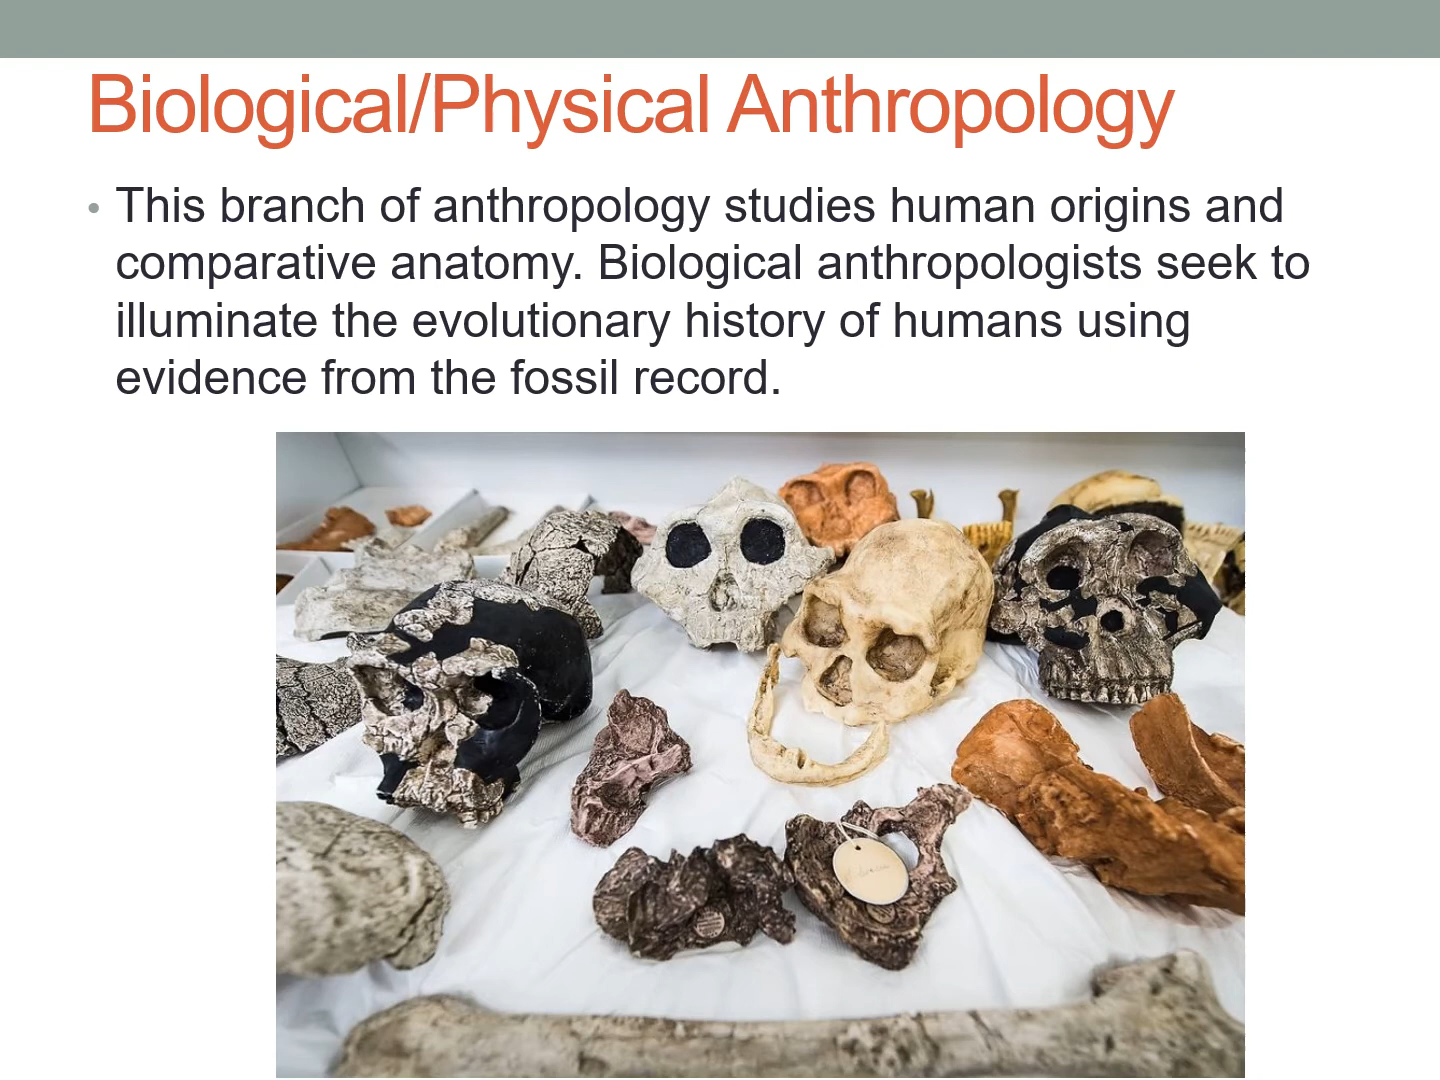 Biological/Physical Anthropology
• This branch of anthropology studies human origins and
comparative anatomy. Biological anthropologists seek to
illuminate the evolutionary history of humans using
evidence from the fossil record.